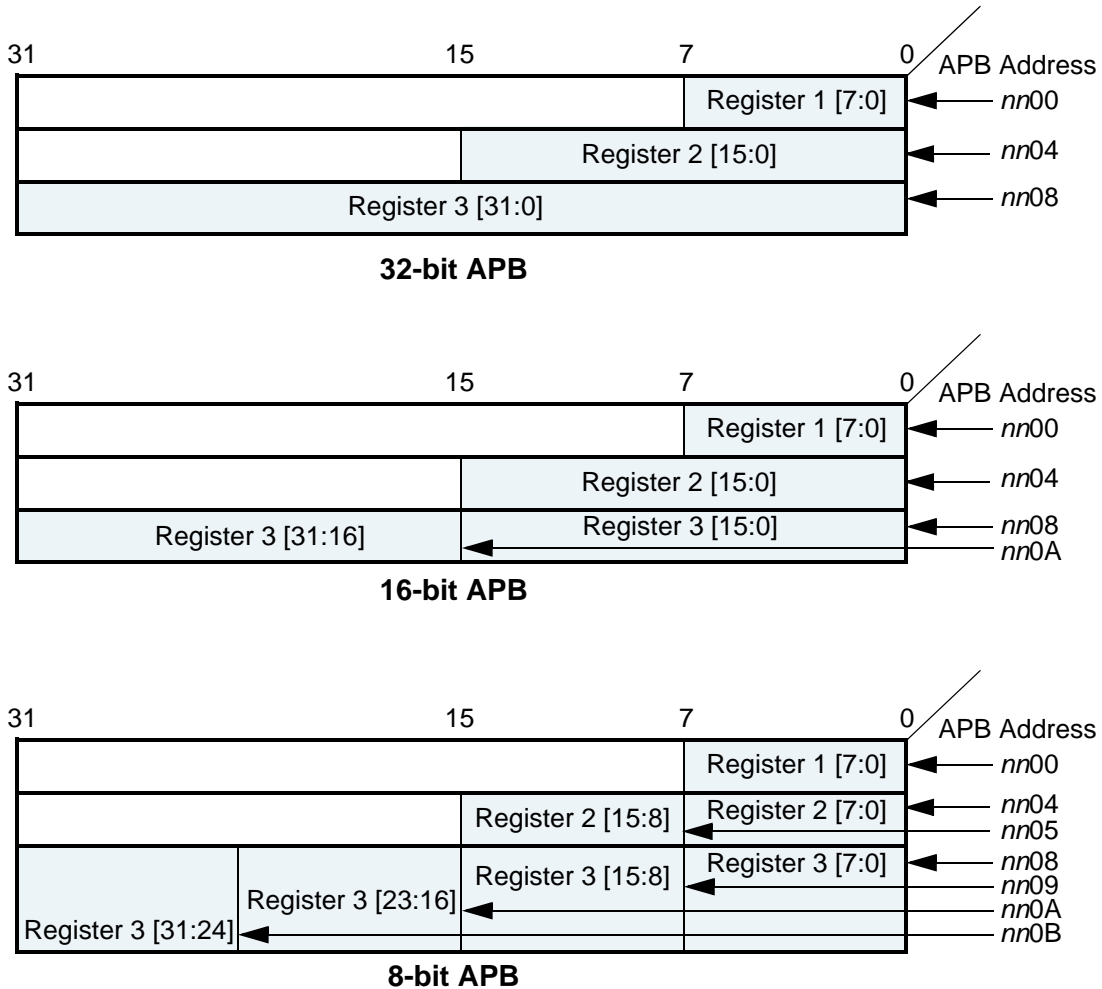 31 15 7 0
APB Address
Register 1 [7:0] nn00
Register 2 [15:0] nn04
Register 3 [31:0] nn08
32-bit APB
31 15 7 0
APB Address
Register 1 [7:0] nn00
Register 2 [15:0] nn04
Register 3 [31:16] Register 3 [15:0] nn08
nn0A
16-bit APB
31 15 7 0
APB Address
Register 1 [7:0] nn00
Register 2 [15:8] Register 2 [7:0] nn04
nn05
Register 3 [31:24] Register 3 [23:16] Register 3 [15:8] Register 3 [7:0] nn08
nn09
nn0A
nn0B
8-bit APB